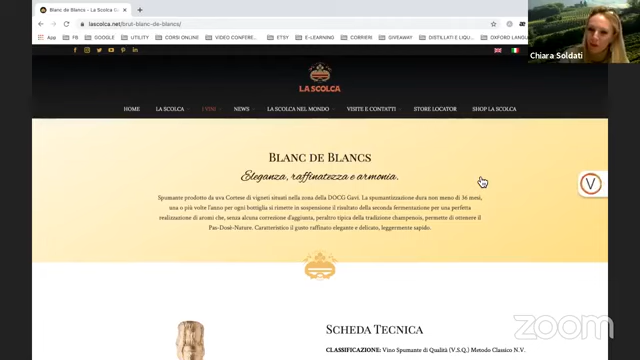 Blanc de Blancs - La Scolca G
lascolca.net/brut-blanc-de-blancs/
App FB GOOGLE UTILITY CORSI ONLINE VIDEO CONFERE... ETSY E-LEARNING CORRIERI GIVEAWAY DISTILLATI E LIQU... OXFORD LANGU
Chiara Soldati
LA SCOLCA
HOME LA SCOLCA I VINI NEWS LA SCOLCA NEL MONDO VISITE E CONTATTI STORE LOCATOR SHOP LA SCOLCA
BLANC DE BLANCS
Eleganza, raffinatezza e armonia.
Spumante prodotto da uva Cortese di vigneti situati nella zona della DOCG Gavi. La spumantizzazione dura non meno di 36 mesi,
una o più volte l'anno per ogni bottiglia si rimette in sospensione il risultato della seconda fermentazione per una perfetta
realizzazione di aromi che, senza alcuna correzione d'aggiunta, peraltro tipica della tradizione champenois, permette di ottenere il
Pas-Dosè-Nature. Caratteristico il gusto raffinato elegante e delicato, leggermente sapido.
V
SCHEDA TECNICA
CLASSIFICAZIONE: Vino Spumante di Qualità (V.S.Q.) Metodo Classico N.V.
zoom